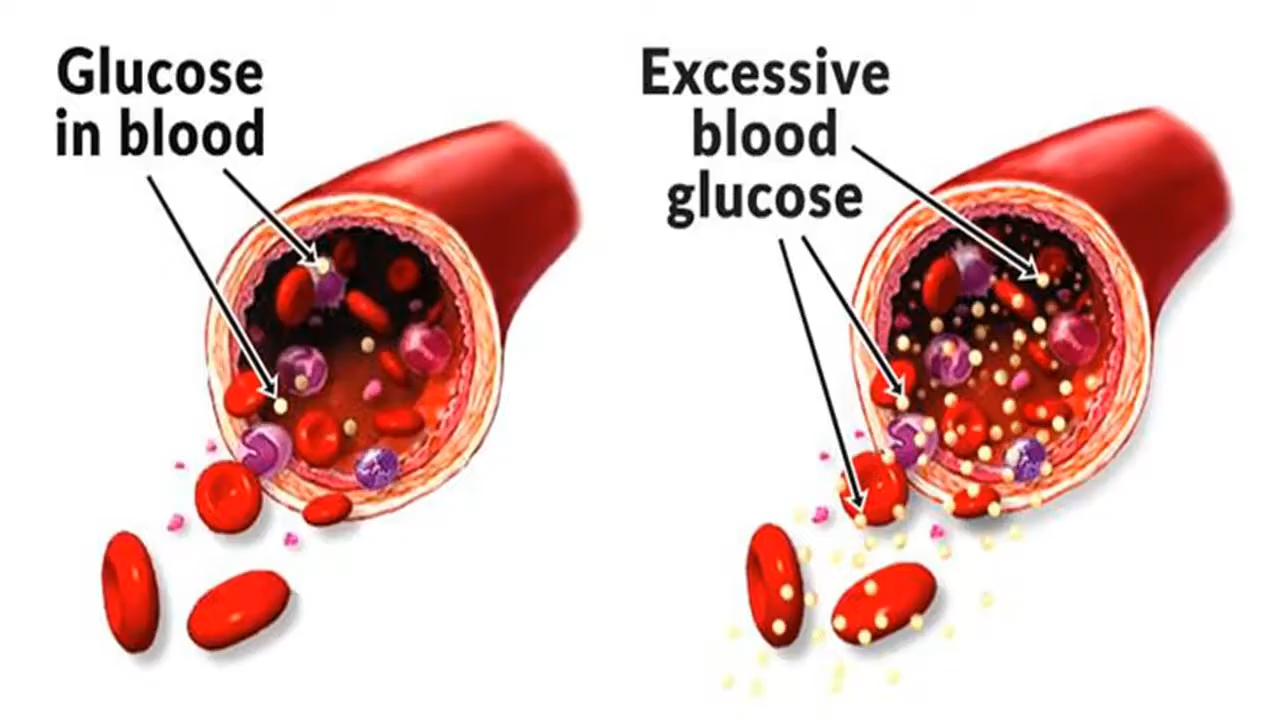 Glucose
in blood
Excessive
blood
glucose